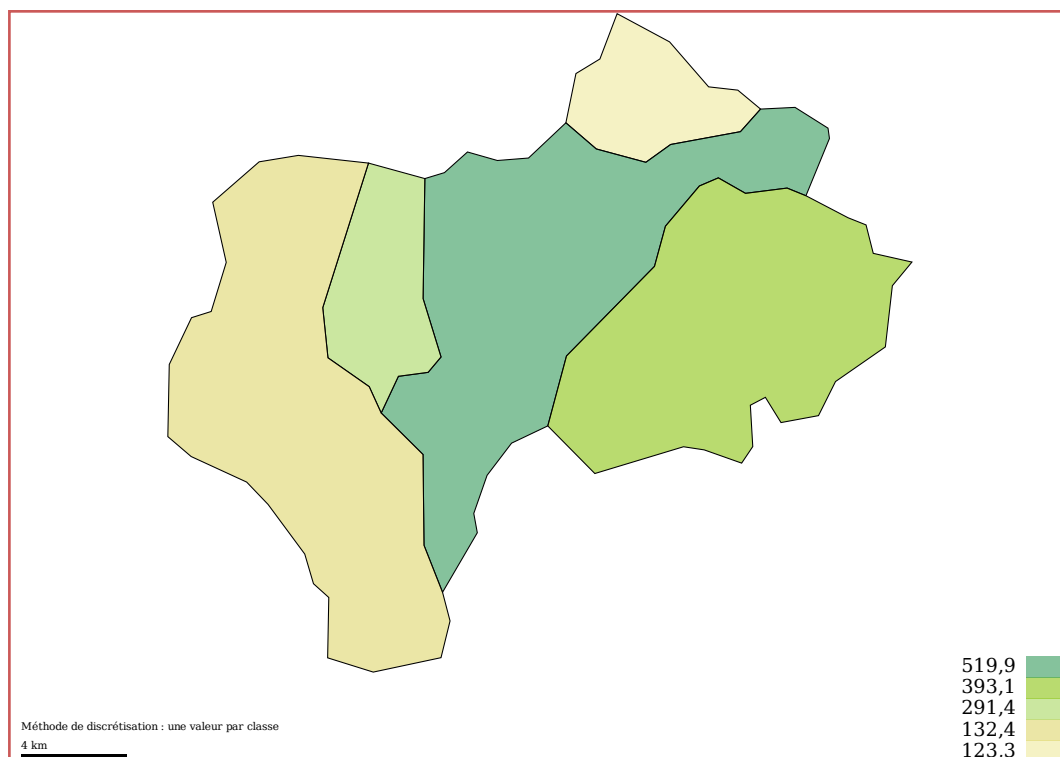 519,9
393,1
291,4
132,4
123,3
Méthode de discrétisation : une valeur par classe
4 km